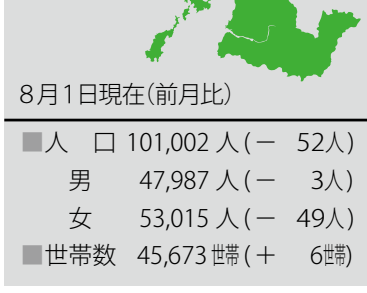 8月1日現在(前月比)
■人　口 101,002 人(－ 52人)
男 47,987 人(－ 3人)
女 53,015 人(－ 49人)
■世帯数 45,673 世帯(＋ 6世帯)